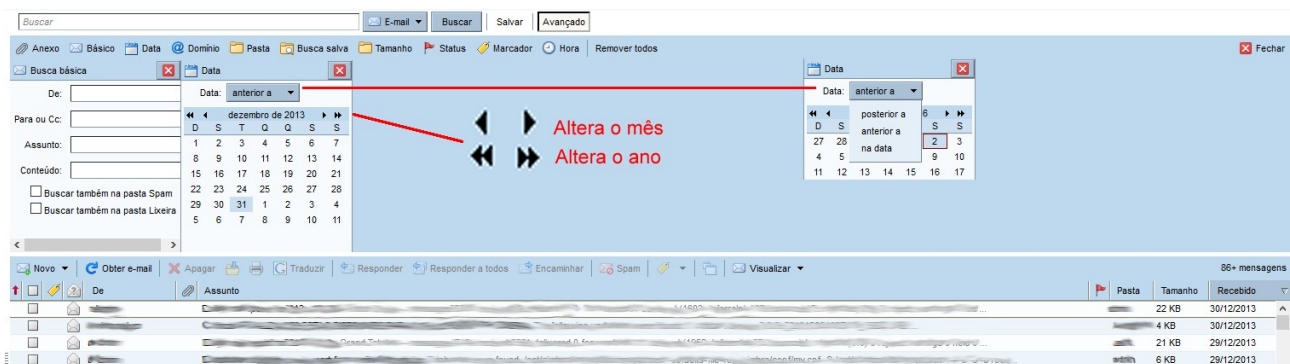 Buscar E-mail Buscar Salvar Avançado
Anexo Básico Data Domínio Pasta Busca salva Tamanho Status Marcador Hora Remover todos Fechar
Busca básica
De:
Para ou Cc:
Assunto:
Conteúdo:
Buscar também na pasta Spam
Buscar também na pasta Lixeira
Data
Data: anterior a
dezembro de 2013
D S T Q Q S S
1 2 3 4 5 6 7
8 9 10 11 12 13 14
15 16 17 18 19 20 21
22 23 24 25 26 27 28
29 30 31 1 2 3 4
5 6 7 8 9 10 11
Altera o mês
Altera o ano
Data
Data: anterior a
posterior a
anterior a
na data
6
D S S S
27 28 2 3
4 5 9 10
11 12 13 14 15 16 17
Novo Obter e-mail Apagar Traduzir Responder Responder a todos Encaminhar Spam Visualizar 86+ mensagens
De Assunto Pasta Tamanho Recebido
22 KB 30/12/2013
4 KB 30/12/2013
21 KB 29/12/2013
6 KB 29/12/2013